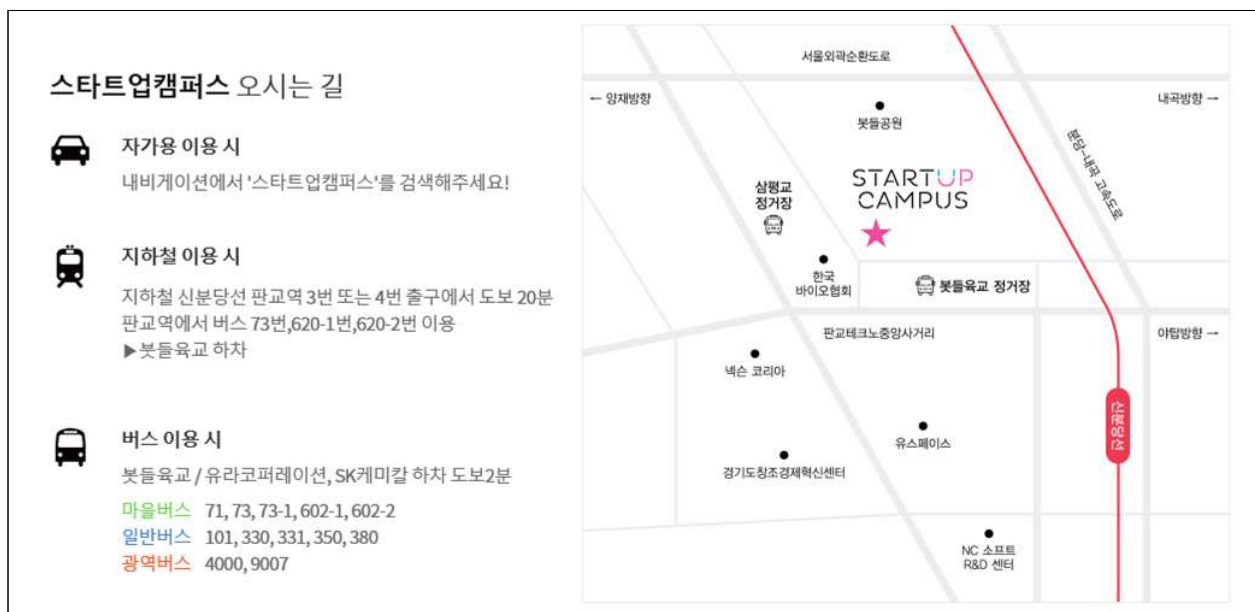 스타트업캠퍼스 오시는 길
자가용 이용 시
내비게이션에서 '스타트업캠퍼스'를 검색해주세요!
지하철 이용 시
지하철 신분당선 판교역 3번 또는 4번 출구에서 도보 20분
판교역에서 버스 73번,620-1번,620-2번 이용
▶붓들육교 하차
버스 이용 시
봇들육교 / 유라코퍼레이션, SK케미칼 하차 도보2분
마을버스 71, 73, 73-1, 602-1, 602-2
일반버스 101, 330, 331, 350, 380
광역버스 4000, 9007
서울외곽순환도로
← 양재방향
내곡방향 →
봇들공원
분당-내곡 고속도로
START UP
CAMPUS
삼평교
정거장
한국
바이오협회
봇들육교 정거장
판교테크노중앙사거리
야탑방향 →
넥슨 코리아
신분당선
유스페이스
경기도창조경제혁신센터
NC 소프트
R&D 센터